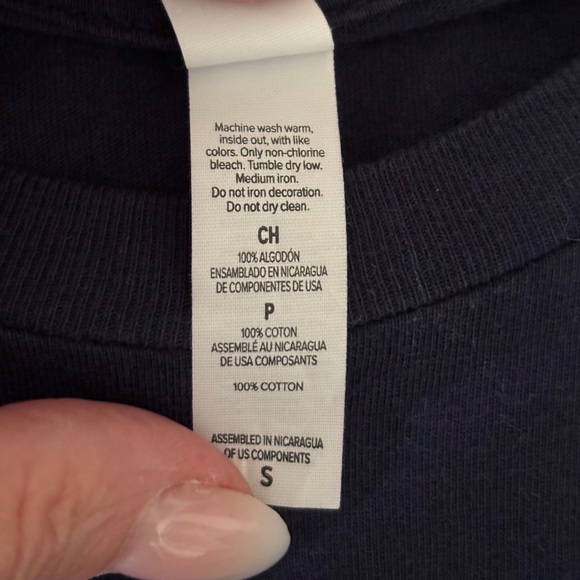 Machine wash warm,
inside out, with like
colors. Only non-chlorine
bleach. Tumble dry low.
Medium iron.
Do not iron decoration.
Do not dry clean.
CH
100% ALGODÓN
ENSAMBLADO EN NICARAGUA
DE COMPONENTES DE USA
P
100% COTON
ASSEMBLÉ AU NICARAGUA
DE USA COMPOSANTS
100% COTTON
ASSEMBLED IN NICARAGUA
OF US COMPONENTS
S